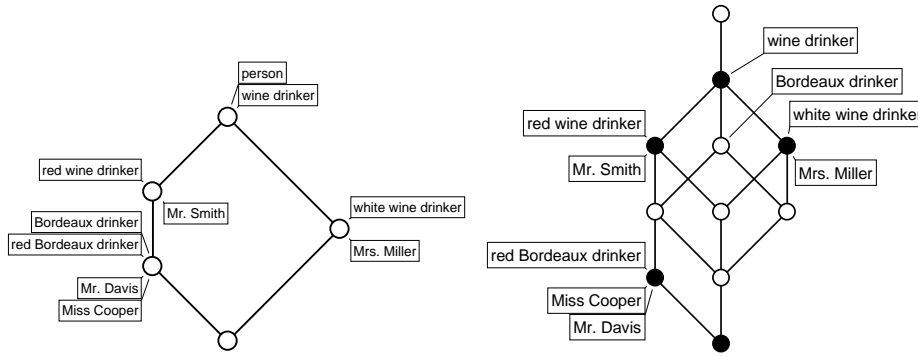 person
wine drinker
red wine drinker
Mr. Smith
Bordeaux drinker
red Bordeaux drinker
white wine drinker
Mrs. Miller
Mr. Davis
Miss Cooper
wine drinker
Bordeaux drinker
red wine drinker
white wine drinker
Mr. Smith
Mrs. Miller
red Bordeaux drinker
Miss Cooper
Mr. Davis